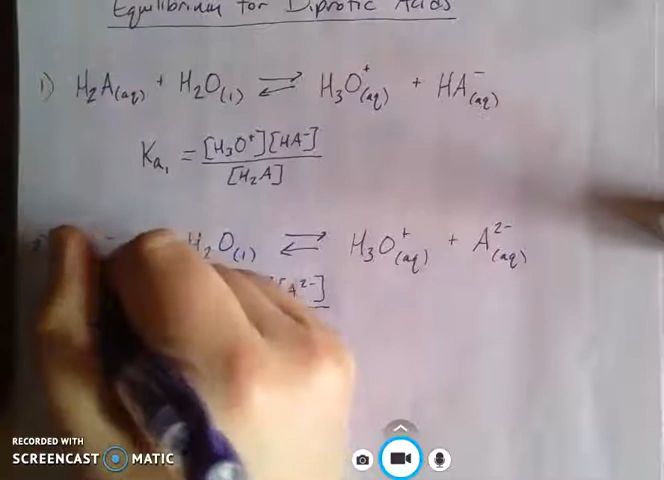 Equilibrium for Diprotic Acids
1) H₂A(aq) + H₂O(l) ⇌ H₃O⁺(aq) + HA⁻(aq)
Kₐ₁ = [H₃O⁺][HA⁻]
[H₂A]
H₂O(l) ⇌ H₃O⁺(aq) + A²⁻(aq)
[A²⁻]
RECORDED WITH
SCREENCAST MATIC